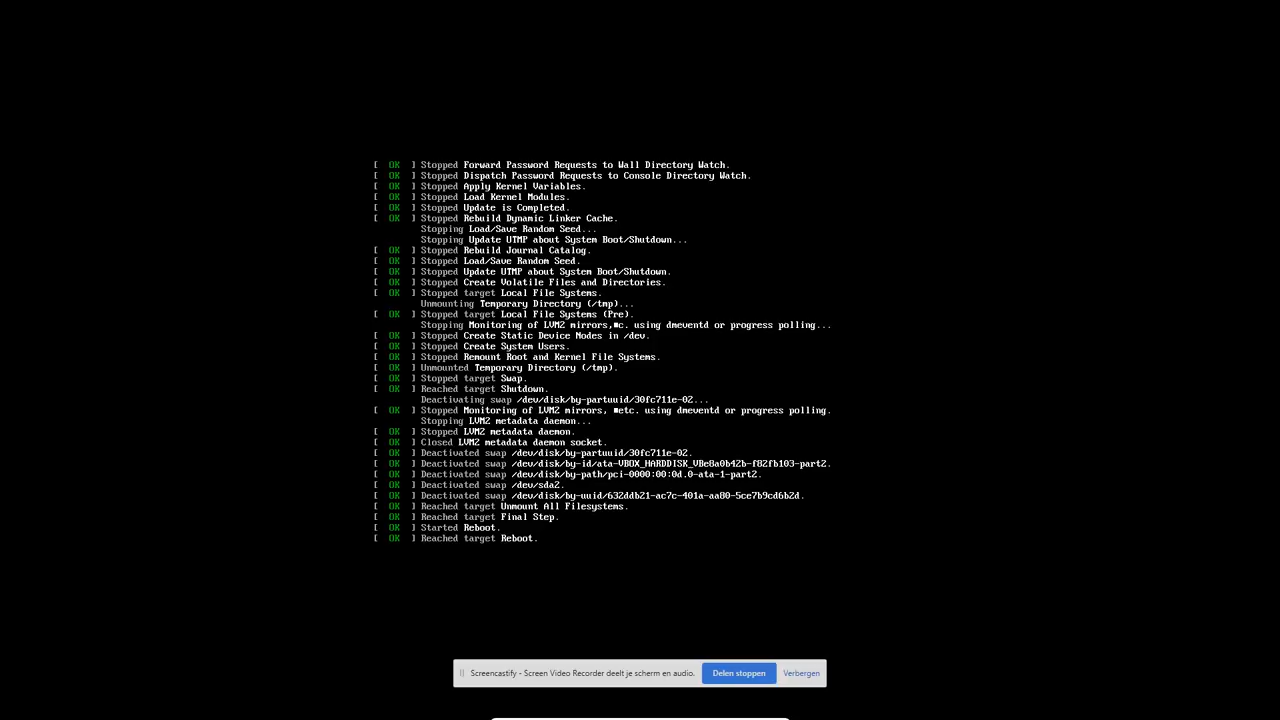 [ OK ] Stopped Forward Password Requests to Wall Directory Watch.
[ OK ] Stopped Dispatch Password Requests to Console Directory Watch.
[ OK ] Stopped Apply Kernel Variables.
[ OK ] Stopped Load Kernel Modules.
[ OK ] Stopped Update is Completed.
[ OK ] Stopped Rebuild Dynamic Linker Cache.
Stopping Load/Save Random Seed...
Stopping Update UTMP about System Boot/Shutdown...
[ OK ] Stopped Rebuild Journal Catalog.
[ OK ] Stopped Load/Save Random Seed.
[ OK ] Stopped Update UTMP about System Boot/Shutdown.
[ OK ] Stopped Create Volatile Files and Directories.
[ OK ] Stopped target Local File Systems.
Unmounting Temporary Directory (/tmp)...
[ OK ] Stopped target Local File Systems (Pre).
Stopping Monitoring of LVM2 mirrors,■c. using dmeventd or progress polling...
[ OK ] Stopped Create Static Device Nodes in /dev.
[ OK ] Stopped Create System Users.
[ OK ] Stopped Remount Root and Kernel File Systems.
[ OK ] Unmounted Temporary Directory (/tmp).
[ OK ] Stopped target Swap.
[ OK ] Reached target Shutdown.
Deactivating swap /dev/disk/by-partuuid/30fc711e-02...
[ OK ] Stopped Monitoring of LVM2 mirrors, ■etc. using dmeventd or progress polling.
Stopping LVM2 metadata daemon...
[ OK ] Stopped LVM2 metadata daemon.
[ OK ] Closed LVM2 metadata daemon socket.
[ OK ] Deactivated swap /dev/disk/by-partuuid/30fc711e-02.
[ OK ] Deactivated swap /dev/disk/by-id/ata-VBOX_HARDDISK_VBe8a0b42b-f82fb103-part2.
[ OK ] Deactivated swap /dev/disk/by-path/pci-0000:00:0d.0-ata-1-part2.
[ OK ] Deactivated swap /dev/sda2.
[ OK ] Deactivated swap /dev/disk/by-uuid/632ddb21-ac7c-401a-aa80-5ce7b9cd6b2d.
[ OK ] Reached target Unmount All Filesystems.
[ OK ] Reached target Final Step.
[ OK ] Started Reboot.
[ OK ] Reached target Reboot.
Screencastify - Screen Video Recorder deelt je scherm en audio. Delen stoppen Verbergen